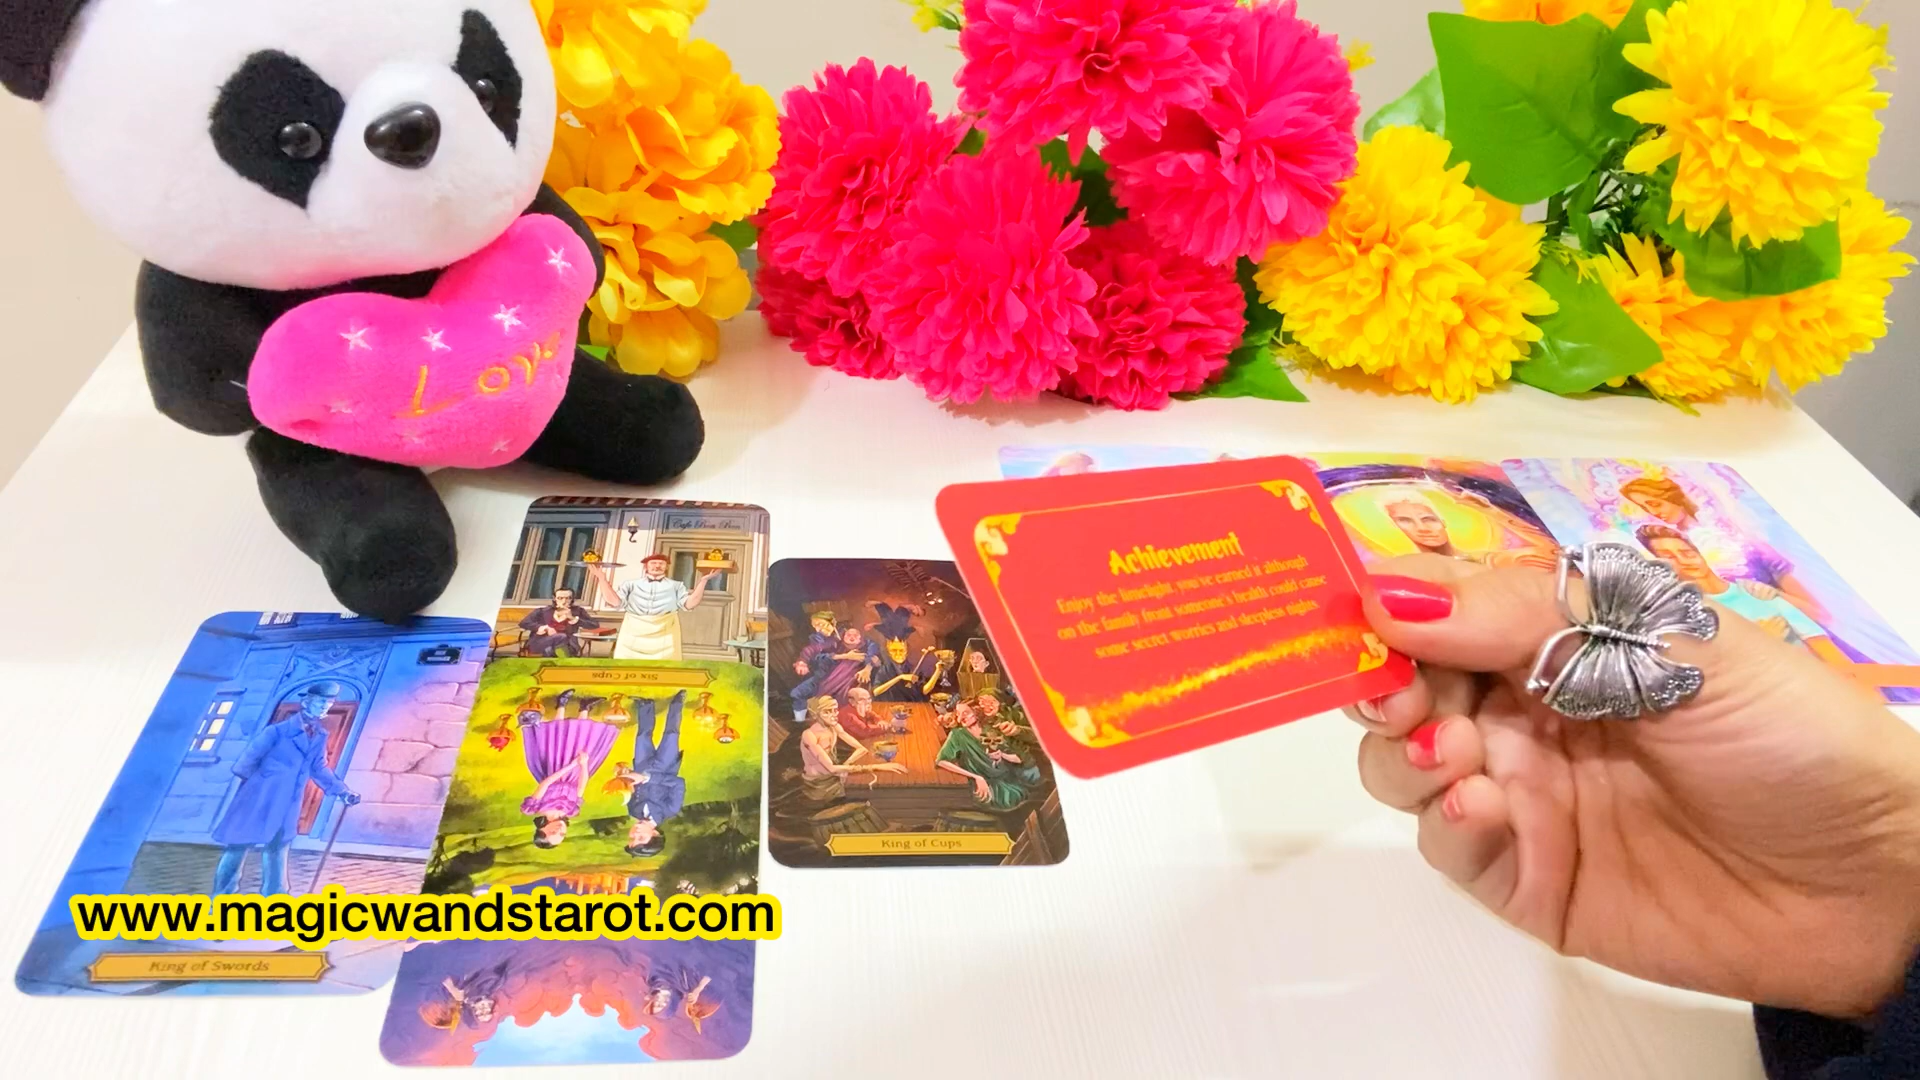 Love
Cafe Bon Bon
Achievement
Enjoy the limelight, you've earned it although
on the family front someone's health could cause
some secret worries and sleepless nights.
Six of Cups
King of Cups
www.magicwandstarot.com
King of Swords